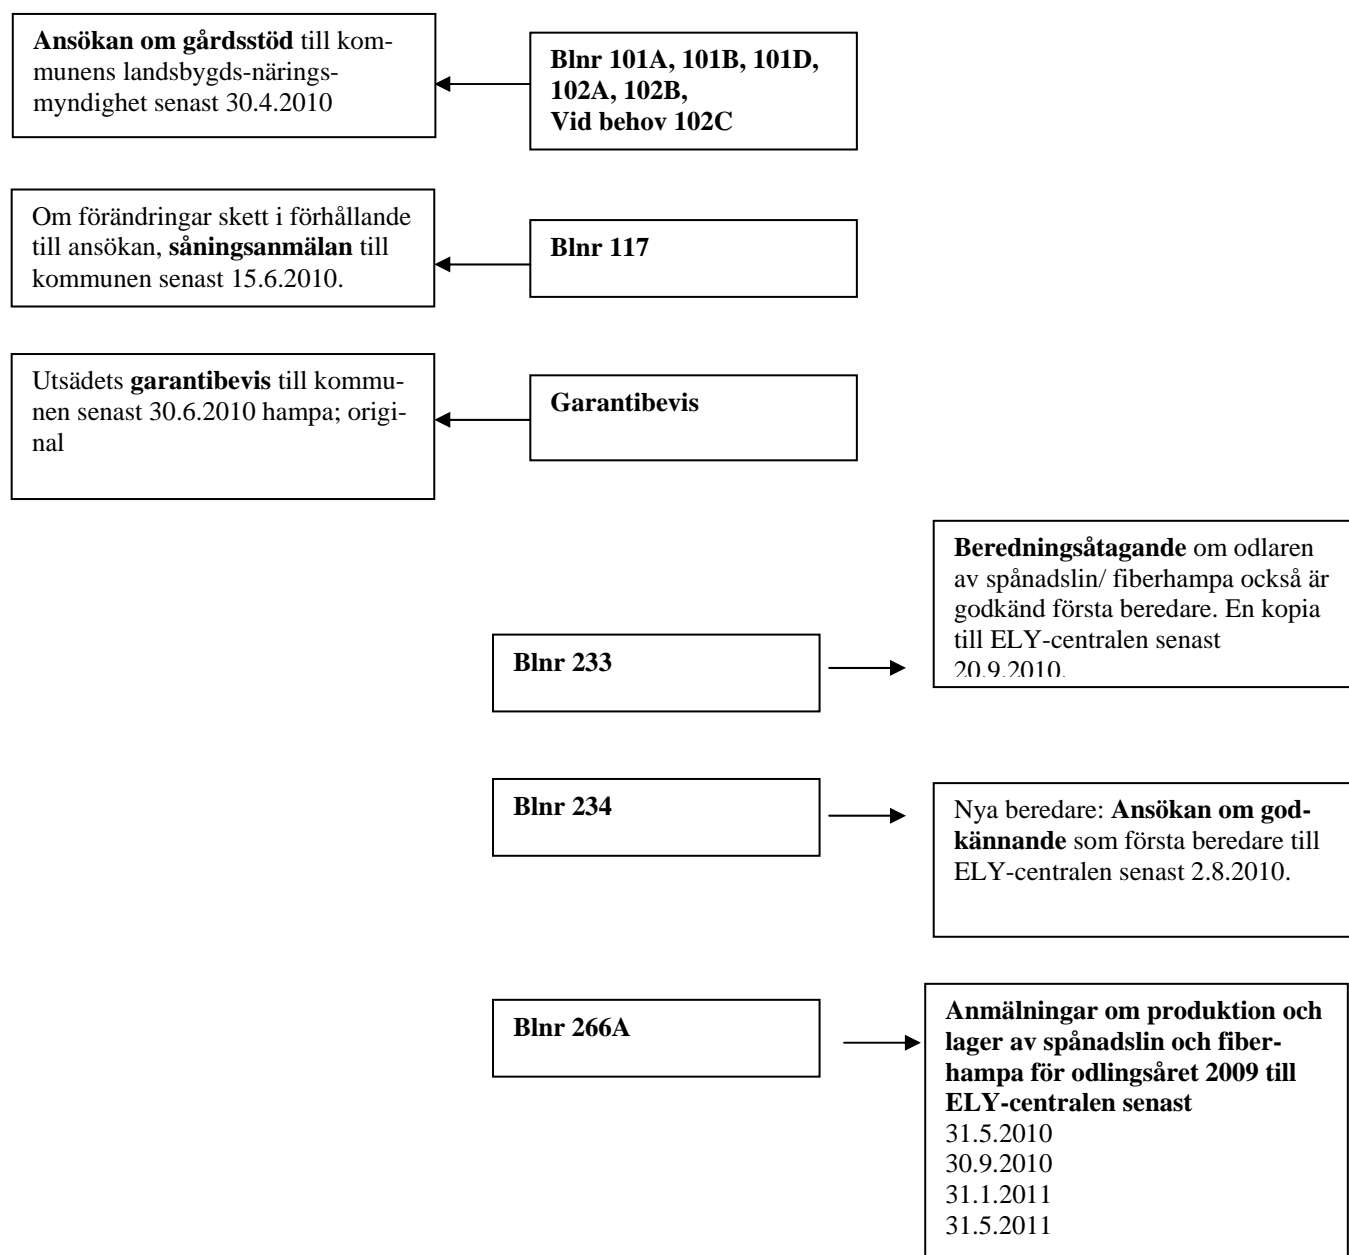 Ansökan om gårdsstöd till kom-
munens landsbygds-närings-
myndighet senast 30.4.2010
Blnr 101A, 101B, 101D,
102A, 102B,
Vid behov 102C
Om förändringar skett i förhållande
till ansökan, såningsanmälan till
kommunen senast 15.6.2010.
Blnr 117
Utsädets garantibevis till kommu-
nen senast 30.6.2010 hampa; origi-
nal
Garantibevis
Beredningsåtagande om odlaren
av spånadslin/ fiberhampa också är
godkänd första beredare. En kopia
till ELY-centralen senast
20.9.2010.
Blnr 233
Blnr 234
Nya beredare: Ansökan om god-
kännande som första beredare till
ELY-centralen senast 2.8.2010.
Blnr 266A
Anmälningar om produktion och
lager av spånadslin och fiber-
hampa för odlingsåret 2009 till
ELY-centralen senast
31.5.2010
30.9.2010
31.1.2011
31.5.2011